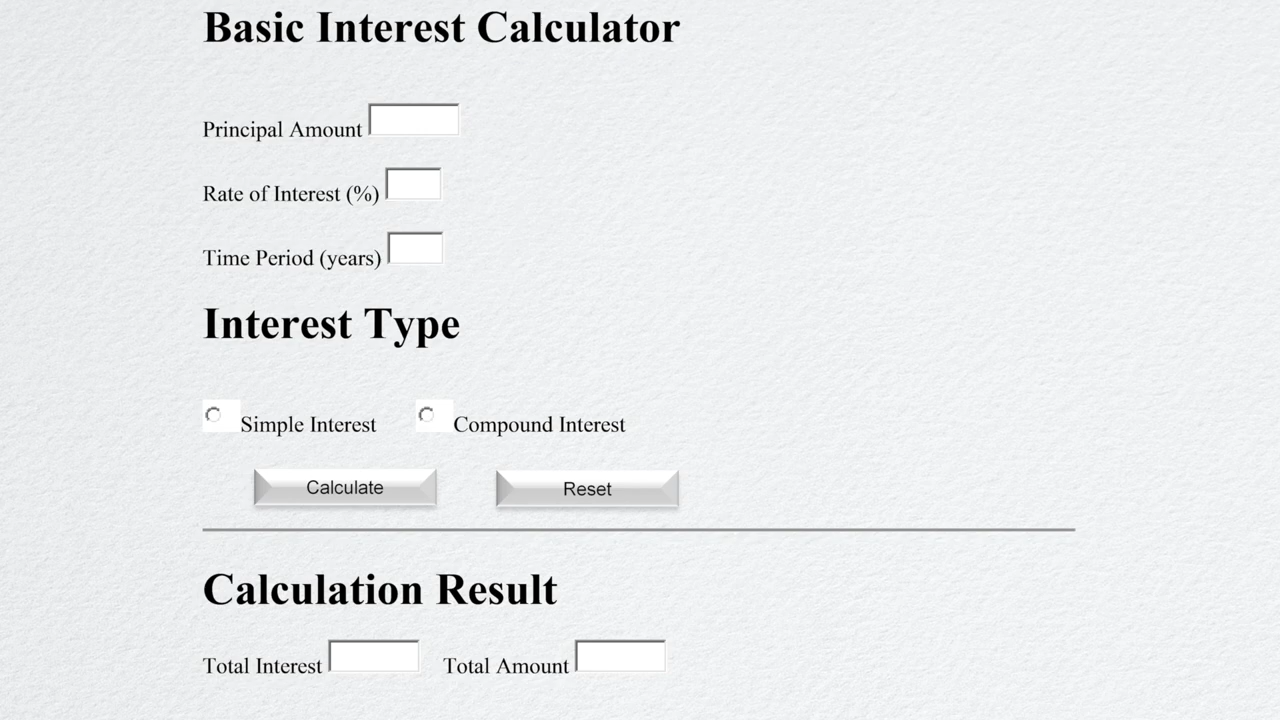 Basic Interest Calculator
Principal Amount
Rate of Interest (%)
Time Period (years)
Interest Type
Simple Interest Compound Interest
Calculate Reset
Calculation Result
Total Interest Total Amount